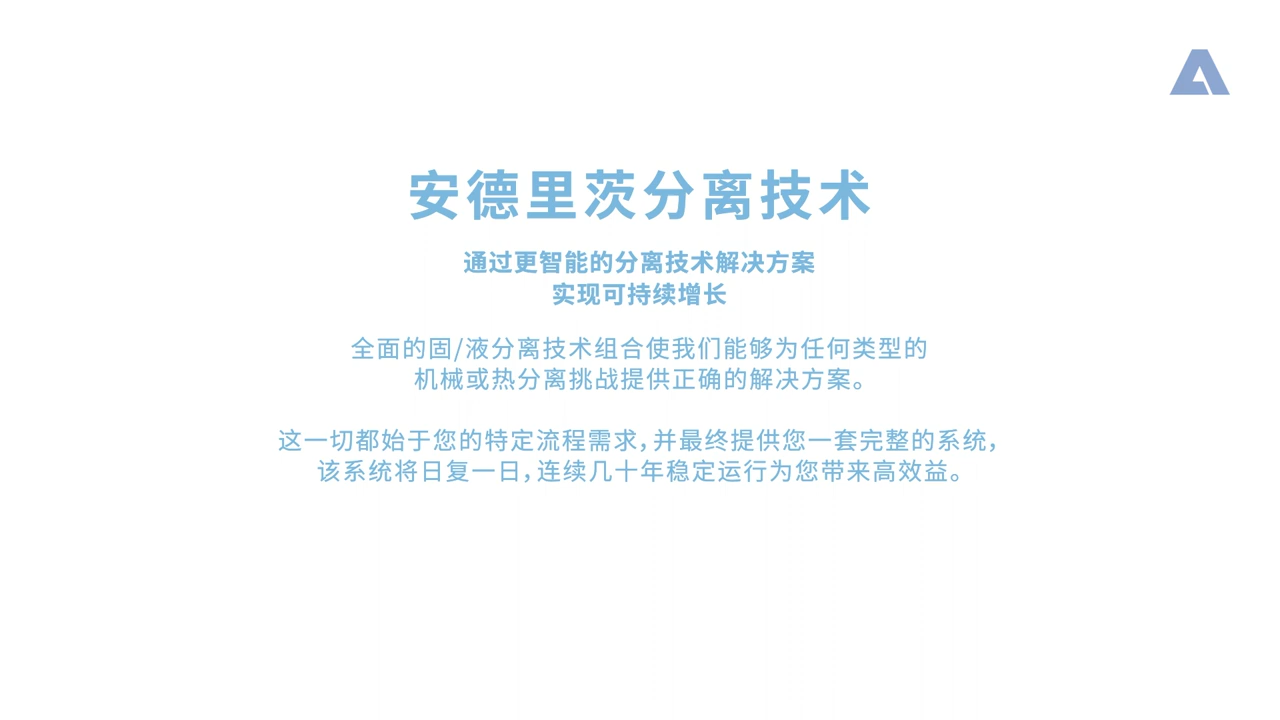 安德里茨分离技术
通过更智能的分离技术解决方案
实现可持续增长
全面的固/液分离技术组合使我们能够为任何类型的
机械或热分离挑战提供正确的解决方案。
这一切都始于您的特定流程需求,并最终提供您一套完整的系统,
该系统将日复一日,连续几十年稳定运行为您带来高效益。